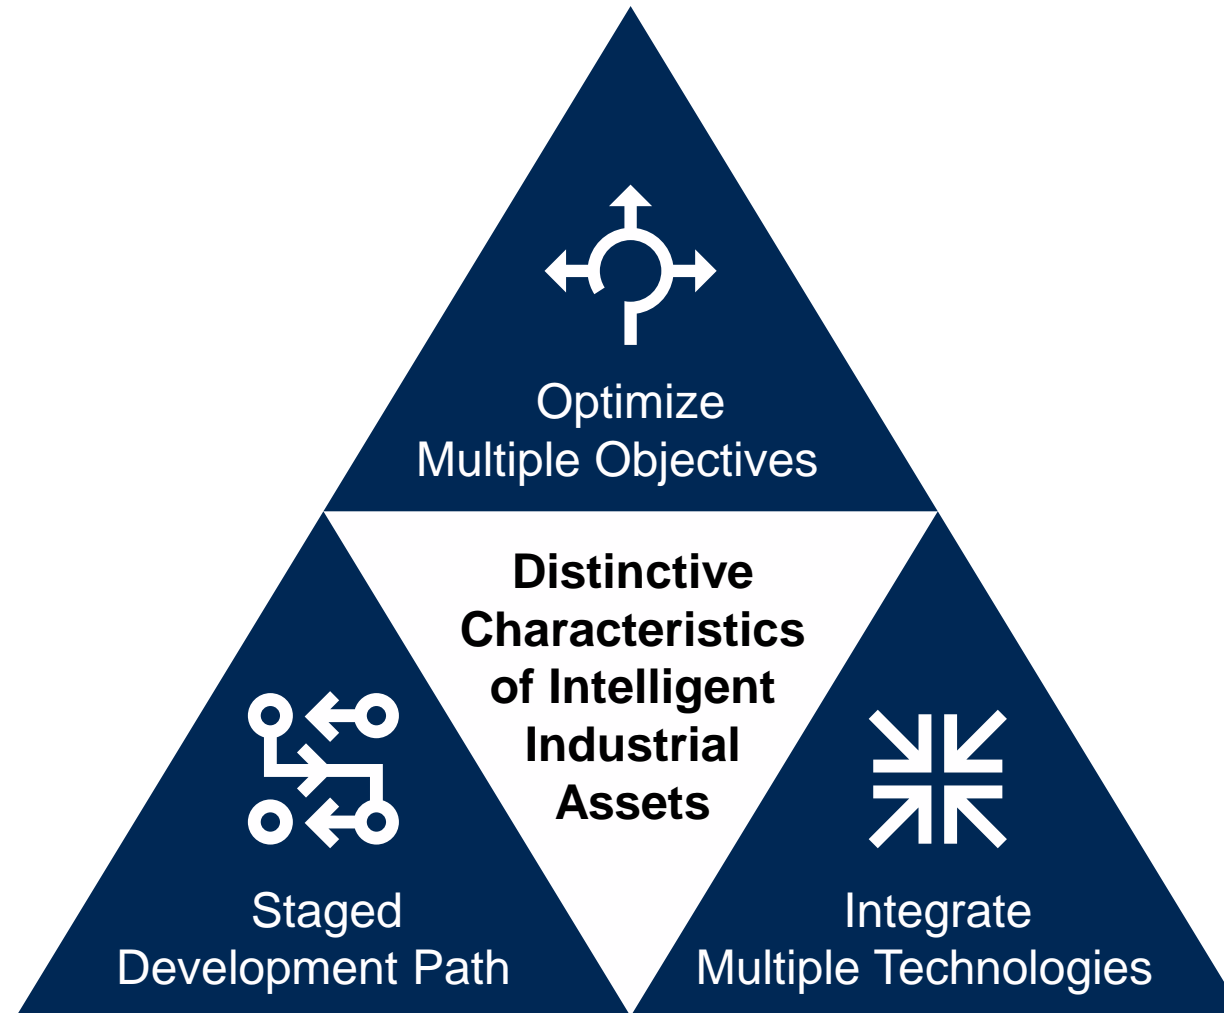 Optimize
Multiple Objectives
Distinctive
Characteristics
of Intelligent
Industrial
Assets
Staged
Development Path
Integrate
Multiple Technologies